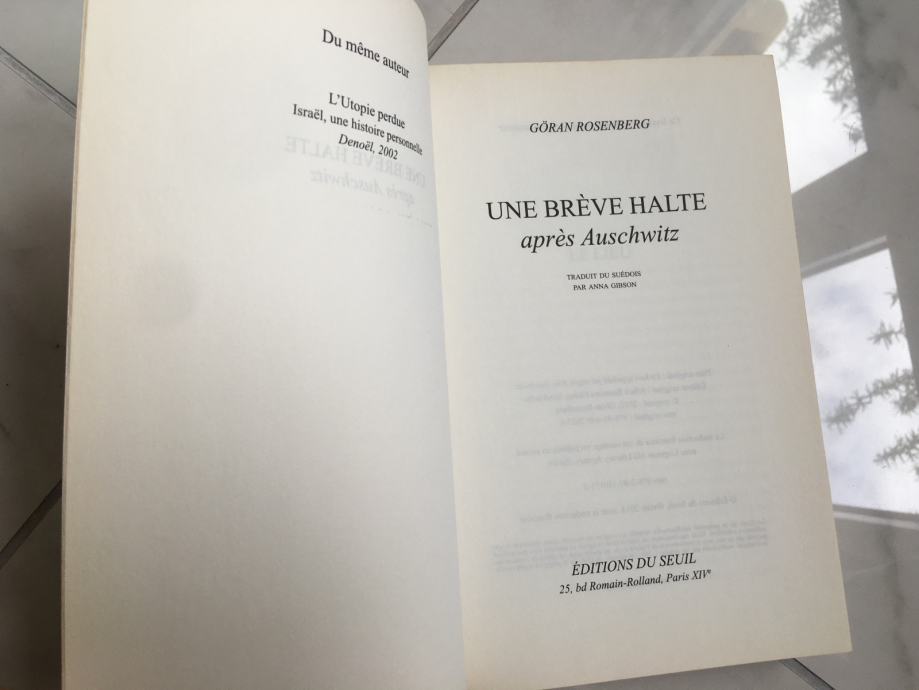 Du même auteur
L'Utopie perdue
Israël, une histoire personnelle
Denoël, 2002
GÖRAN ROSENBERG
UNE BRÈVE HALTE
après Auschwitz
TRADUIT DU SUÉDOIS
PAR ANNA GIBSON
ÉDITIONS DU SEUIL
25, bd Romain-Rolland, Paris XIVe